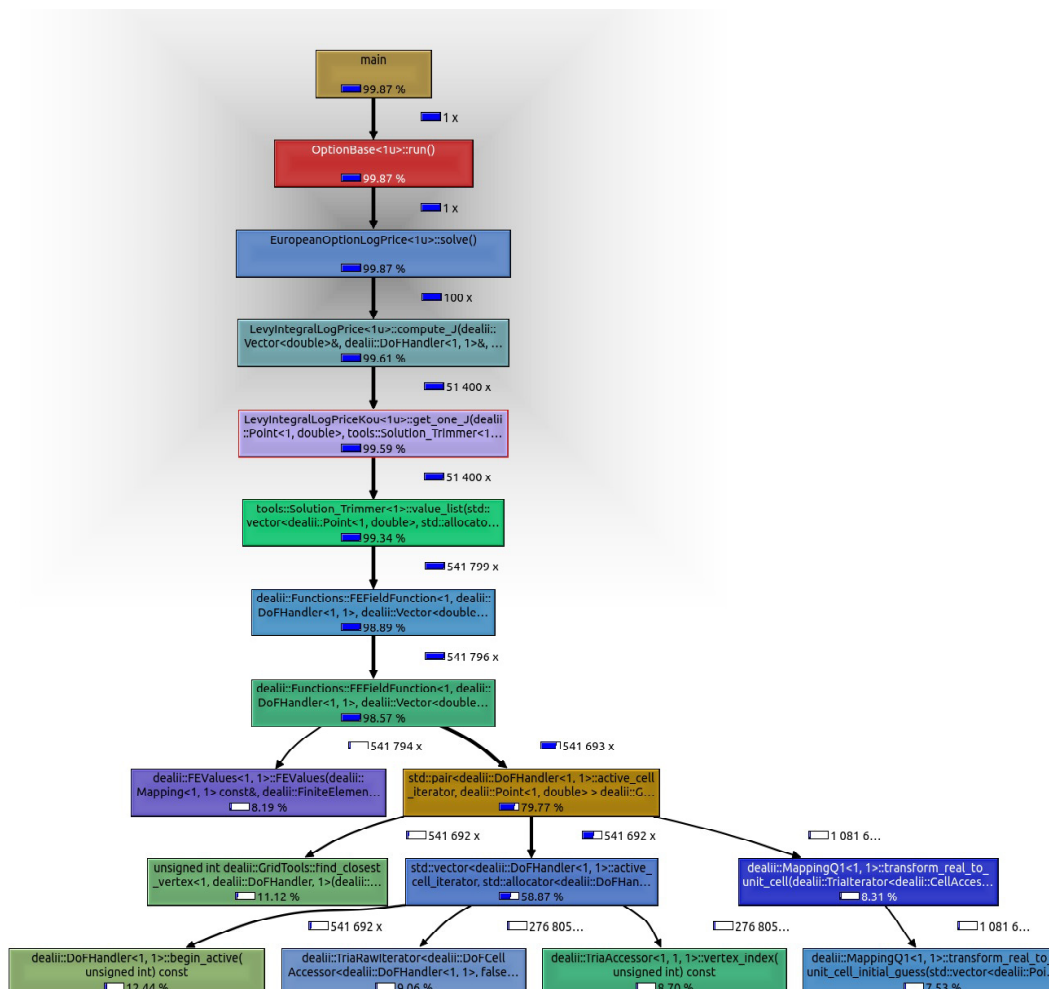 main
99.87 %
1 x
OptionBase<1u>::run()
99.87 %
1 x
EuropeanOptionLogPrice<1u>::solve()
99.87 %
100 x
LevyIntegralLogPrice<1u>::compute_J(dealii::
Vector<double>&, dealii::DoFHandler<1, 1>&, ...
99.61 %
51 400 x
LevyIntegralLogPriceKou<1u>::get_one_J(dealii
::Point<1, double>, tools::Solution_Trimmer<1...
99.59 %
51 400 x
tools::Solution_Trimmer<1>::value_list(std::
vector<dealii::Point<1, double>, std::allocato...
99.34 %
541 799 x
dealii::Functions::FEFieldFunction<1, dealii::
DoFHandler<1, 1>, dealii::Vector<double...
98.89 %
541 796 x
dealii::Functions::FEFieldFunction<1, dealii::
DoFHandler<1, 1>, dealii::Vector<double...
98.57 %
541 794 x
541 693 x
dealii::FEValues<1, 1>::FEValues(dealii::
Mapping<1, 1> const&, dealii::FiniteElemen...
8.19 %
std::pair<dealii::DoFHandler<1, 1>::active_cell
_iterator, dealii::Point<1, double> > dealii::G...
79.77 %
541 692 x
541 692 x
1 081 6...
unsigned int dealii::GridTools::find_closest
_vertex<1, dealii::DoFHandler, 1>(dealii::...
11.12 %
std::vector<dealii::DoFHandler<1, 1>::active_
cell_iterator, std::allocator<dealii::DoFHan...
58.87 %
dealii::MappingQ1<1, 1>::transform_real_to_
unit_cell(dealii::TriaIterator<dealii::CellAcces...
8.31 %
541 692 x
276 805...
276 805...
1 081 6...
dealii::DoFHandler<1, 1>::begin_active(
unsigned int) const
12.44 %
dealii::TriaRawIterator<dealii::DoFCell
Accessor<dealii::DoFHandler<1, 1>, false...
9.06 %
dealii::TriaAccessor<1, 1, 1>::vertex_index(
unsigned int) const
8.70 %
dealii::MappingQ1<1, 1>::transform_real_to_
unit_cell_initial_guess(std::vector<dealii::Poi...
7.53 %